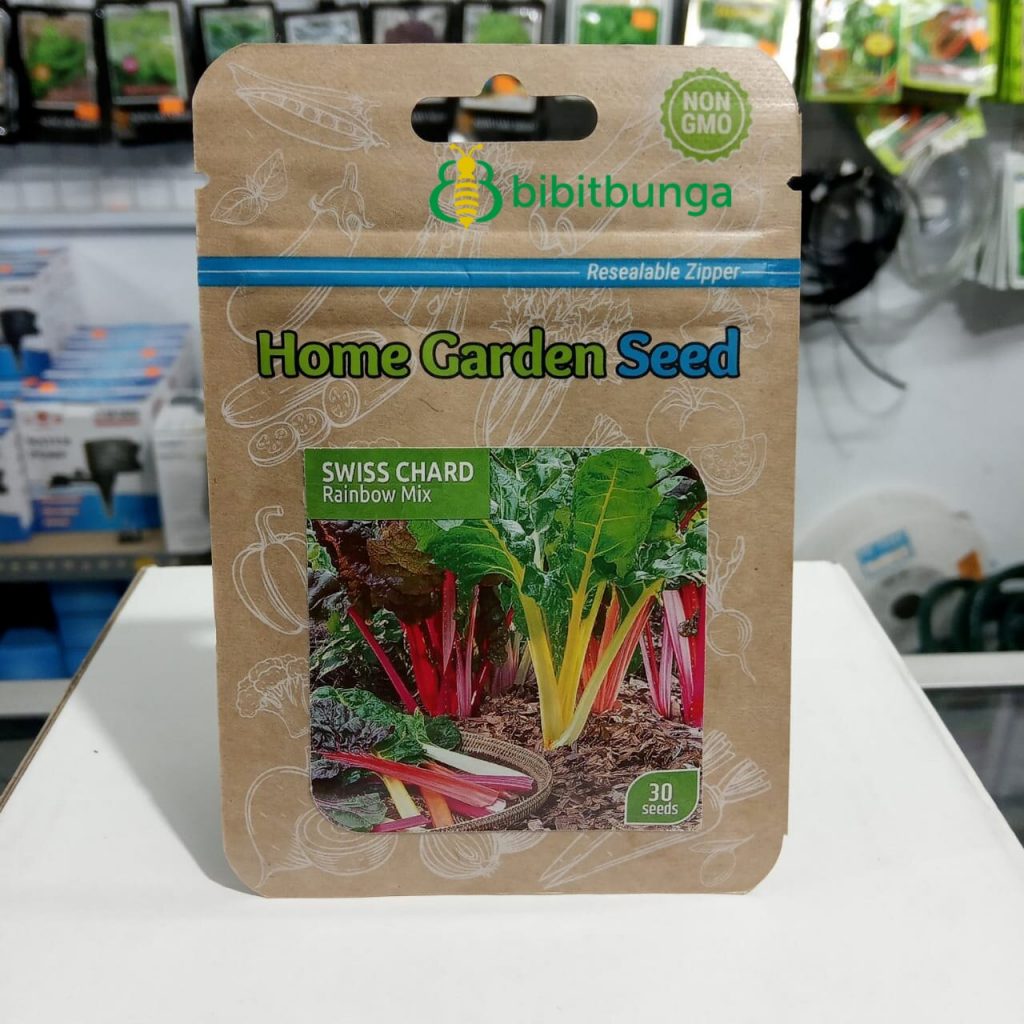 NON
GMO
bibitbunga
Resealable Zipper
Home Garden Seed
SWISS CHARD
Rainbow Mix
30
seeds